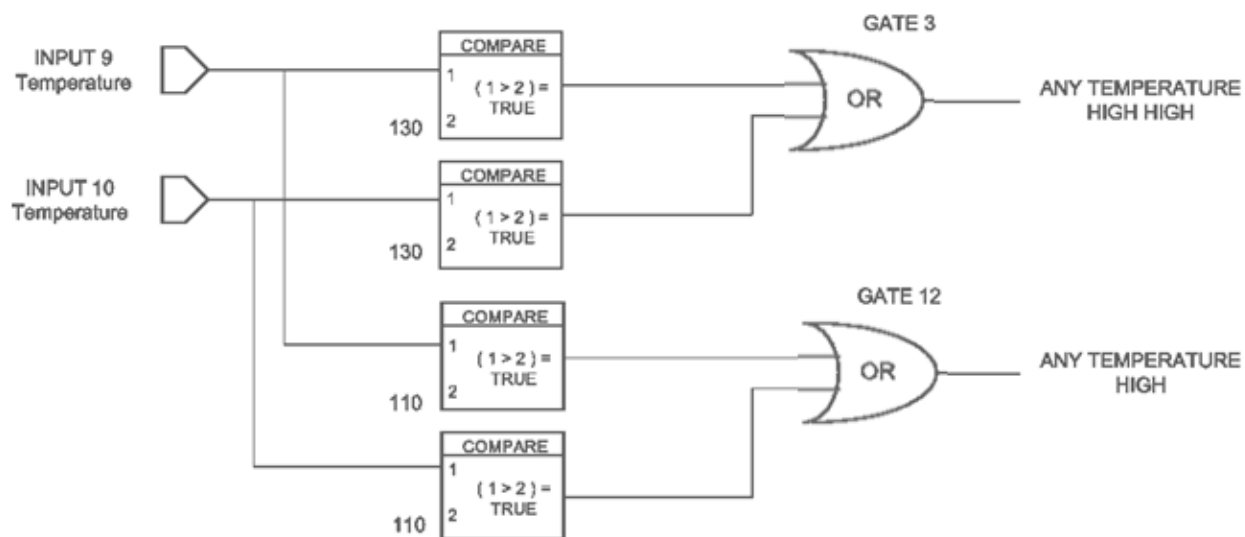 GATE 3
INPUT 9
Temperature
COMPARE
1
( 1 > 2 ) =
TRUE
2
130
OR
ANY TEMPERATURE
HIGH HIGH
INPUT 10
Temperature
COMPARE
1
( 1 > 2 ) =
TRUE
2
130
GATE 12
COMPARE
1
( 1 > 2 ) =
TRUE
2
110
OR
ANY TEMPERATURE
HIGH
COMPARE
1
( 1 > 2 ) =
TRUE
2
110